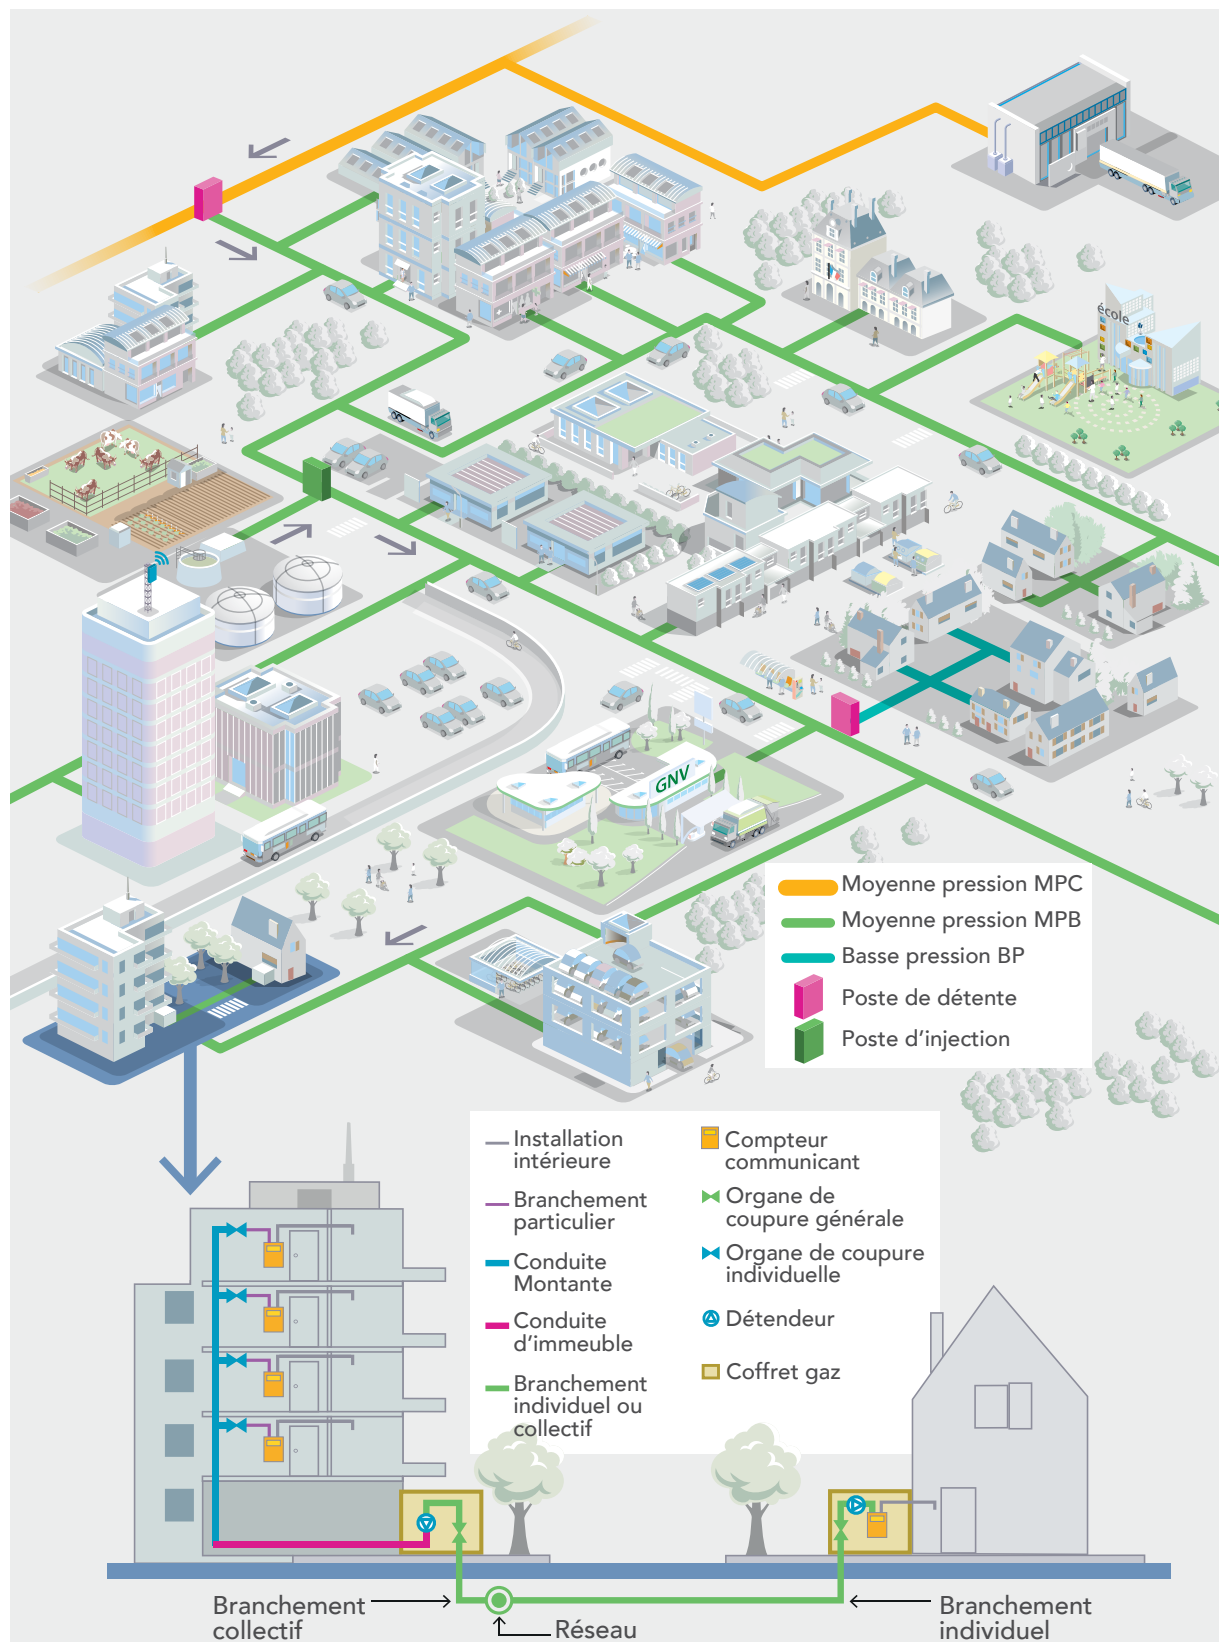 école
GNV
Moyenne pression MPC
Moyenne pression MPB
Basse pression BP
Poste de détente
Poste d'injection
Installation
intérieure
Branchement
particulier
Conduite
Montante
Conduite
d'immeuble
Branchement
individuel ou
collectif
Compteur
communicant
Organe de
coupure générale
Organe de coupure
individuelle
Détendeur
Coffret gaz
Branchement
collectif
Réseau
Branchement
individuel